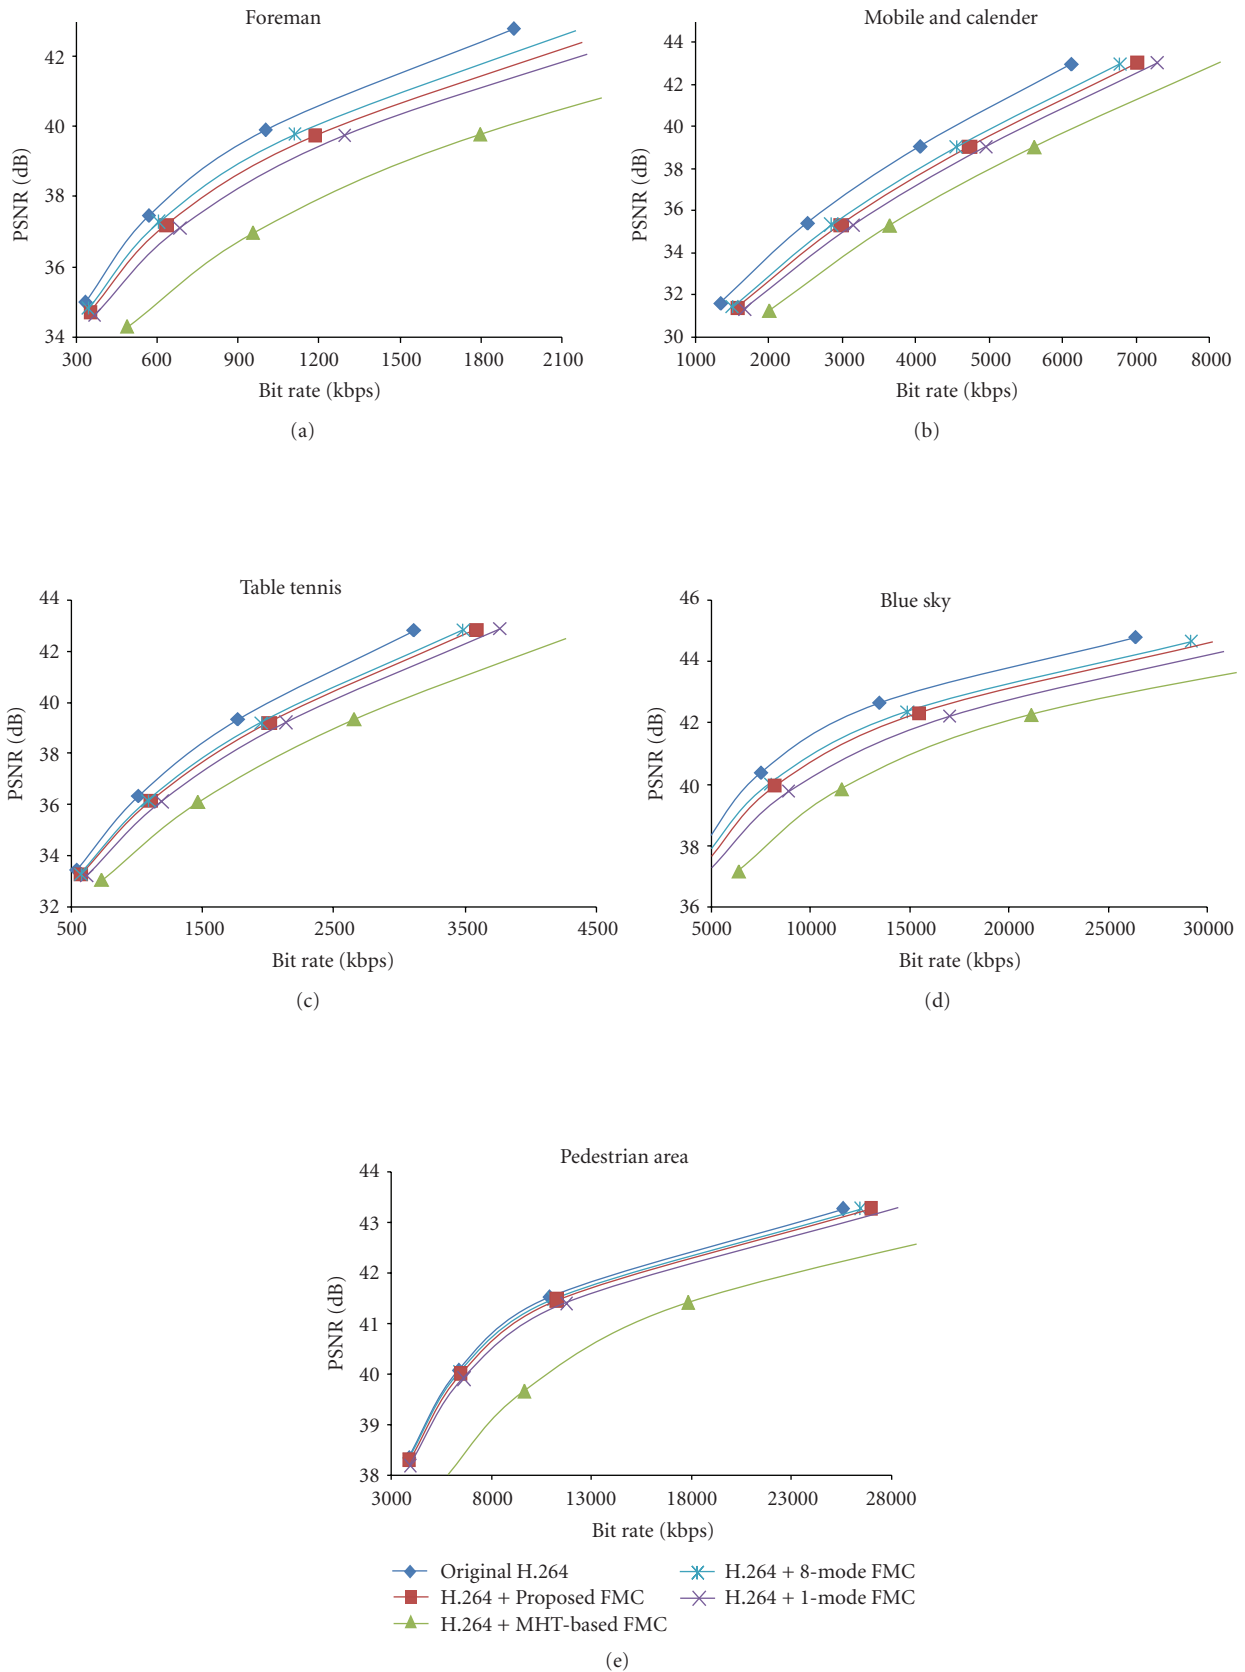 Foreman
PSNR (dB)
42
40
38
36
34
300 600 900 1200 1500 1800 2100
Bit rate (kbps)
(a)
Mobile and calender
PSNR (dB)
44
42
40
38
36
34
32
30
1000 2000 3000 4000 5000 6000 7000 8000
Bit rate (kbps)
(b)
Table tennis
PSNR (dB)
44
42
40
38
36
34
32
500 1500 2500 3500 4500
Bit rate (kbps)
(c)
Blue sky
PSNR (dB)
46
44
42
40
38
36
5000 10000 15000 20000 25000 30000
Bit rate (kbps)
(d)
Pedestrian area
PSNR (dB)
44
43
42
41
40
39
38
3000 8000 13000 18000 23000 28000
Bit rate (kbps)
Original H.264
H.264 + Proposed FMC
H.264 + MHT-based FMC
H.264 + 8-mode FMC
H.264 + 1-mode FMC
(e)